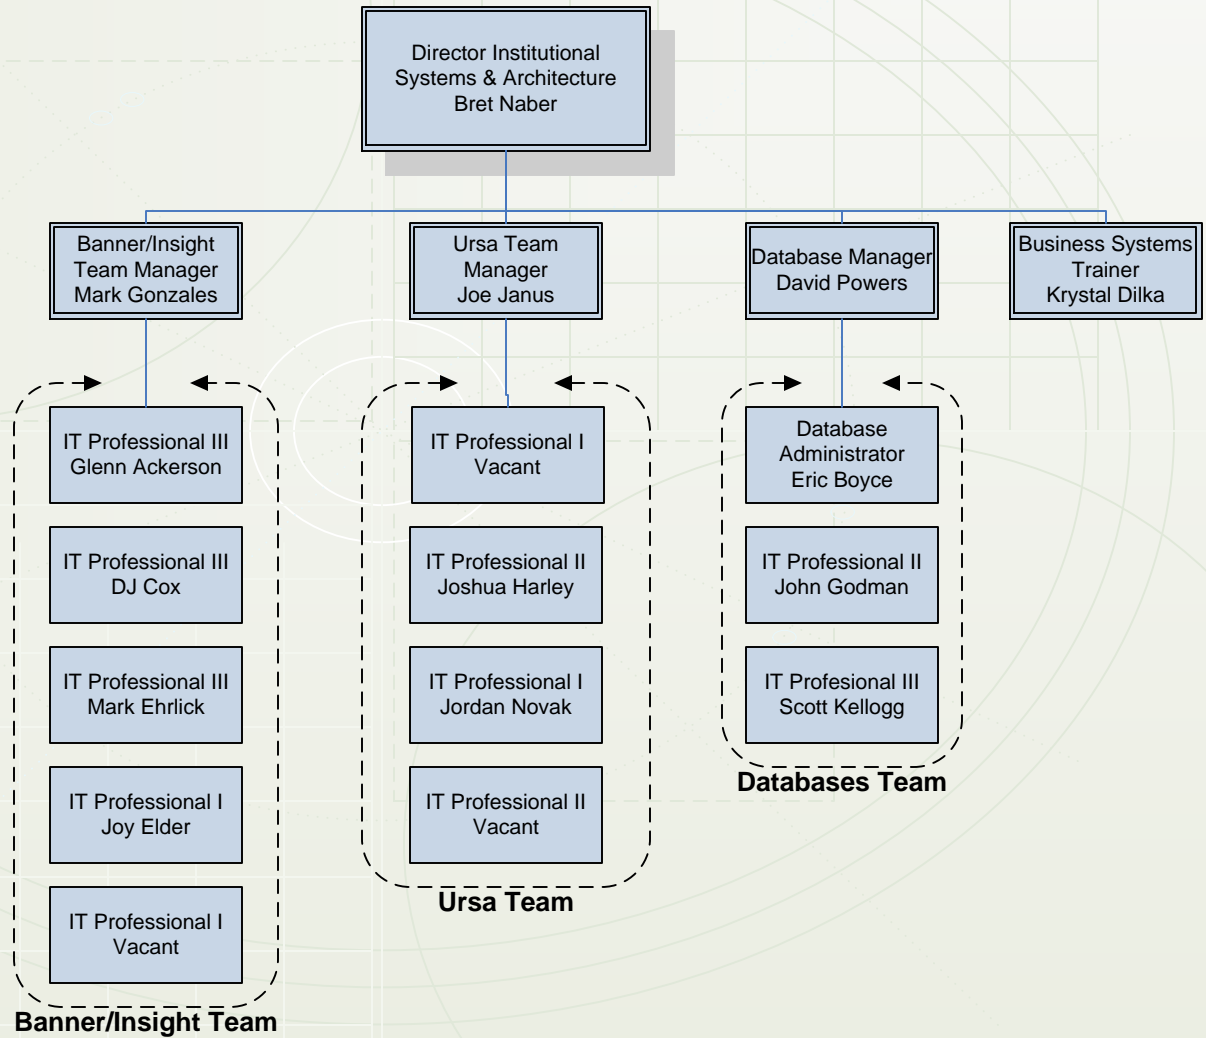 Director Institutional
Systems & Architecture
Bret Naber
Banner/Insight
Team Manager
Mark Gonzales
Ursa Team
Manager
Joe Janus
Database Manager
David Powers
Business Systems
Trainer
Krystal Dilka
IT Professional III
Glenn Ackerson
IT Professional III
DJ Cox
IT Professional III
Mark Ehrlick
IT Professional I
Joy Elder
IT Professional I
Vacant
Banner/Insight Team
IT Professional I
Vacant
IT Professional II
Joshua Harley
IT Professional I
Jordan Novak
IT Professional II
Vacant
Ursa Team
Database
Administrator
Eric Boyce
IT Professional II
John Godman
IT Profesional III
Scott Kellogg
Databases Team